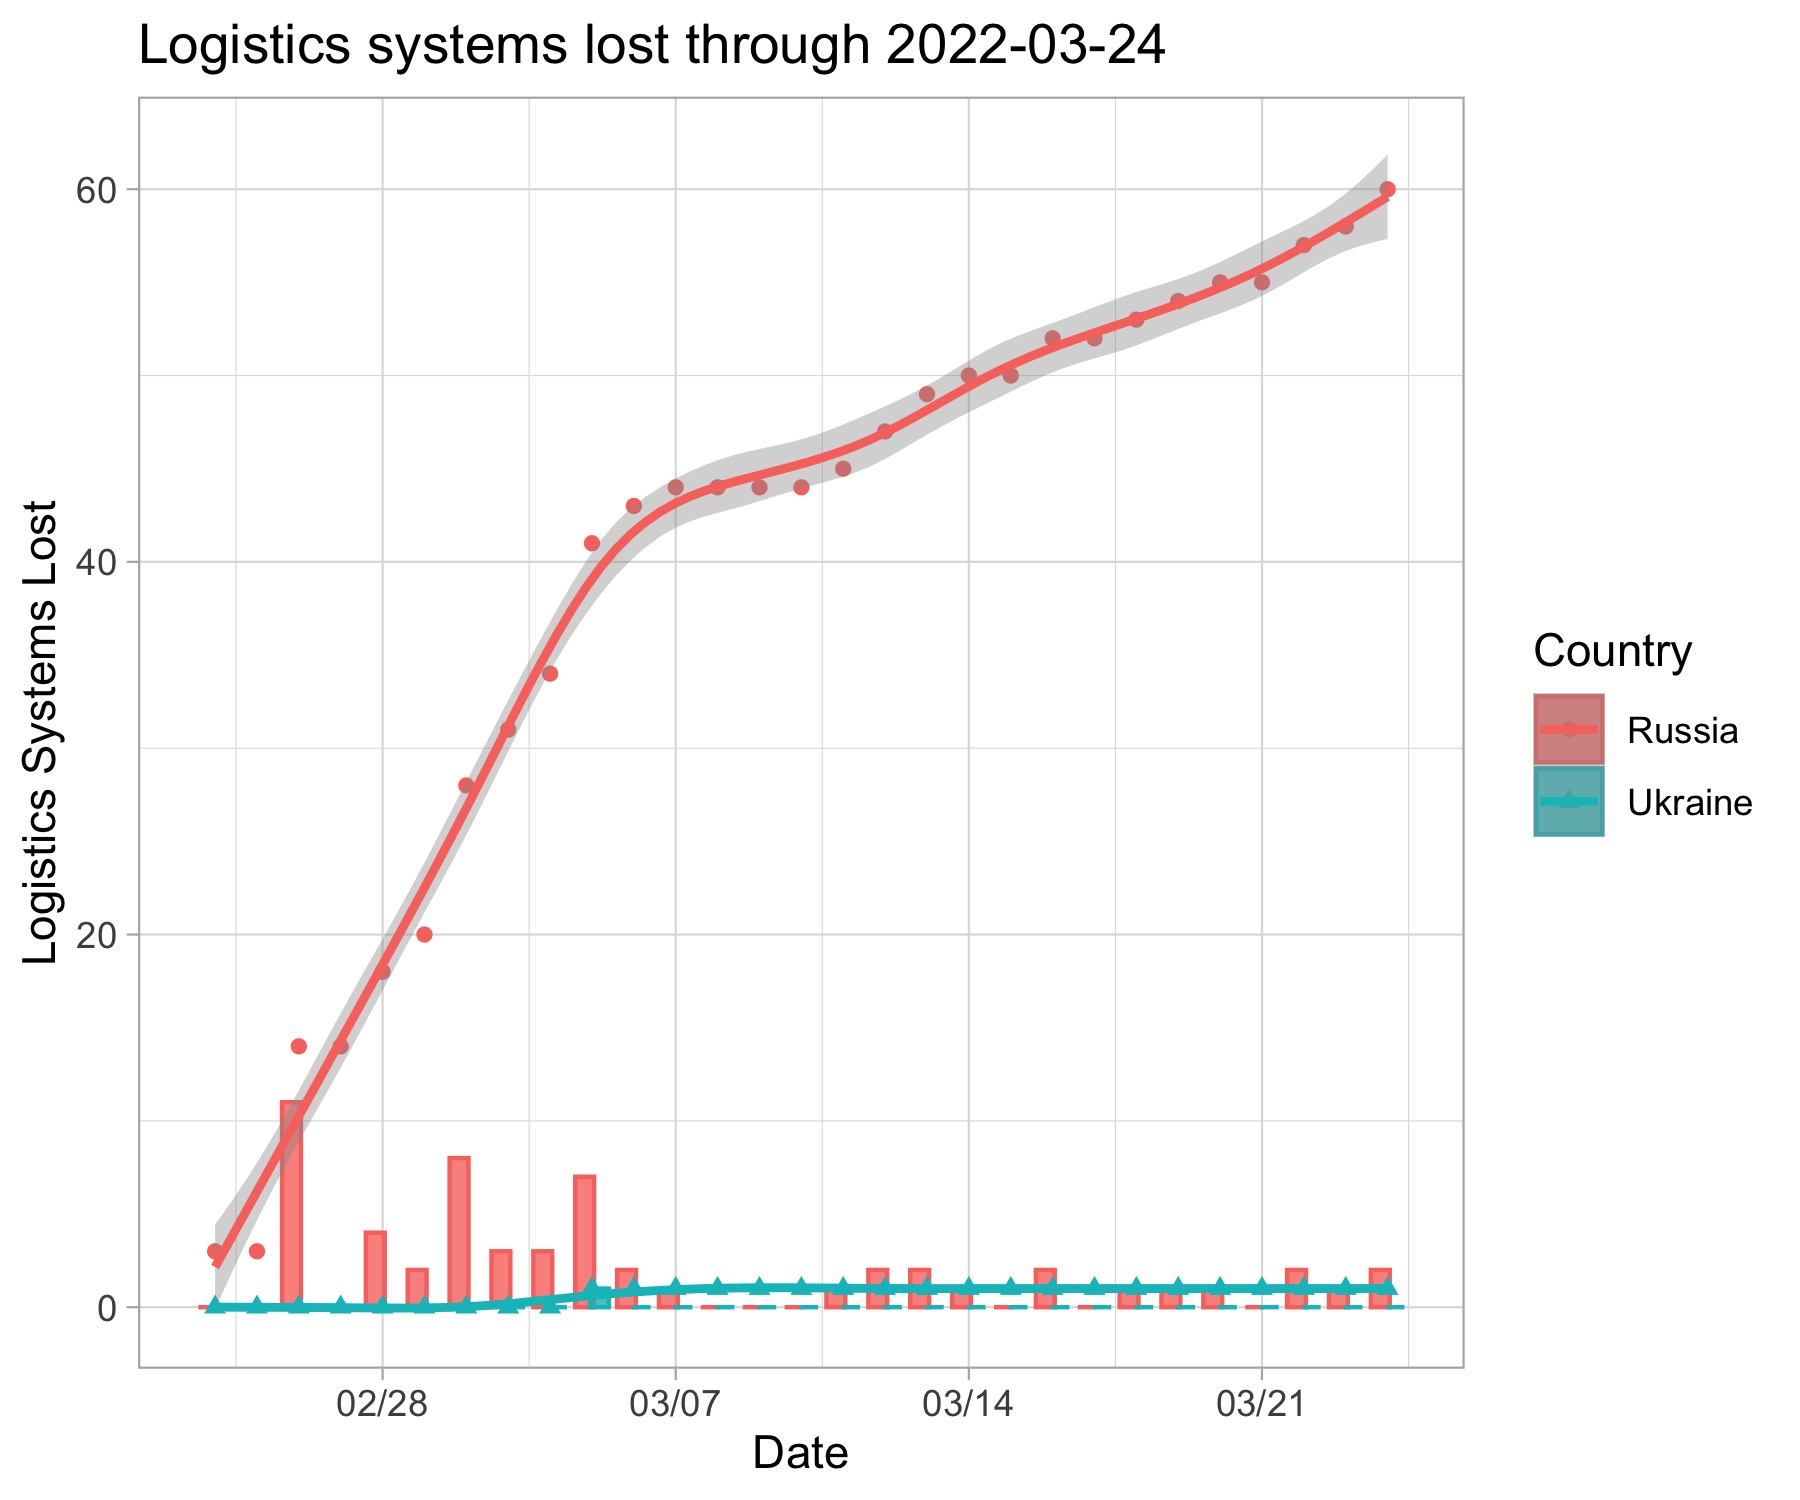 Logistics systems lost through 2022-03-24
Logistics Systems Lost
60
40
20
0
02/28 03/07 03/14 03/21
Date
Country
Russia
Ukraine